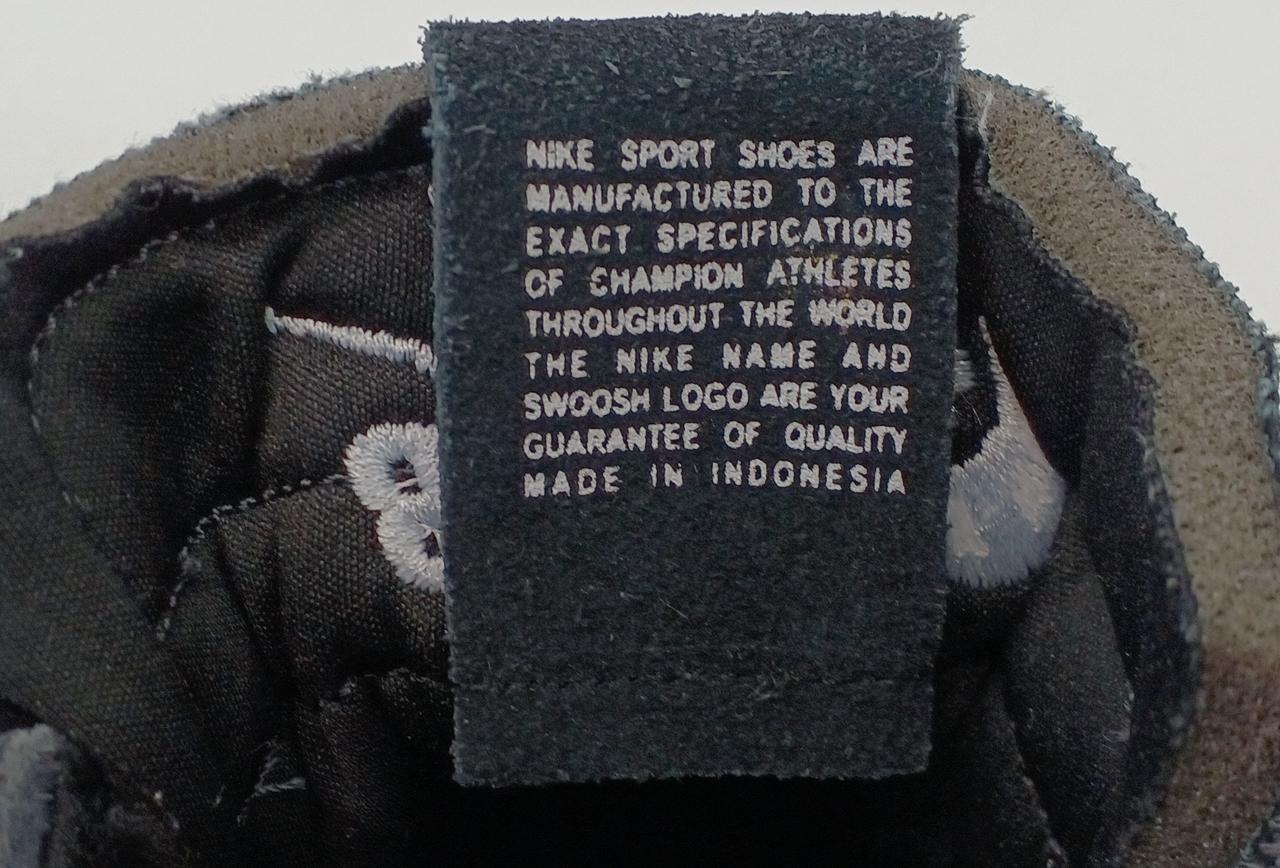 NIKE SPORT SHOES ARE
MANUFACTURED TO THE
EXACT SPECIFICATIONS
OF CHAMPION ATHLETES
THROUGHOUT THE WORLD
THE NIKE NAME AND
SWOOSH LOGO ARE YOUR
GUARANTEE OF QUALITY
MADE IN INDONESIA